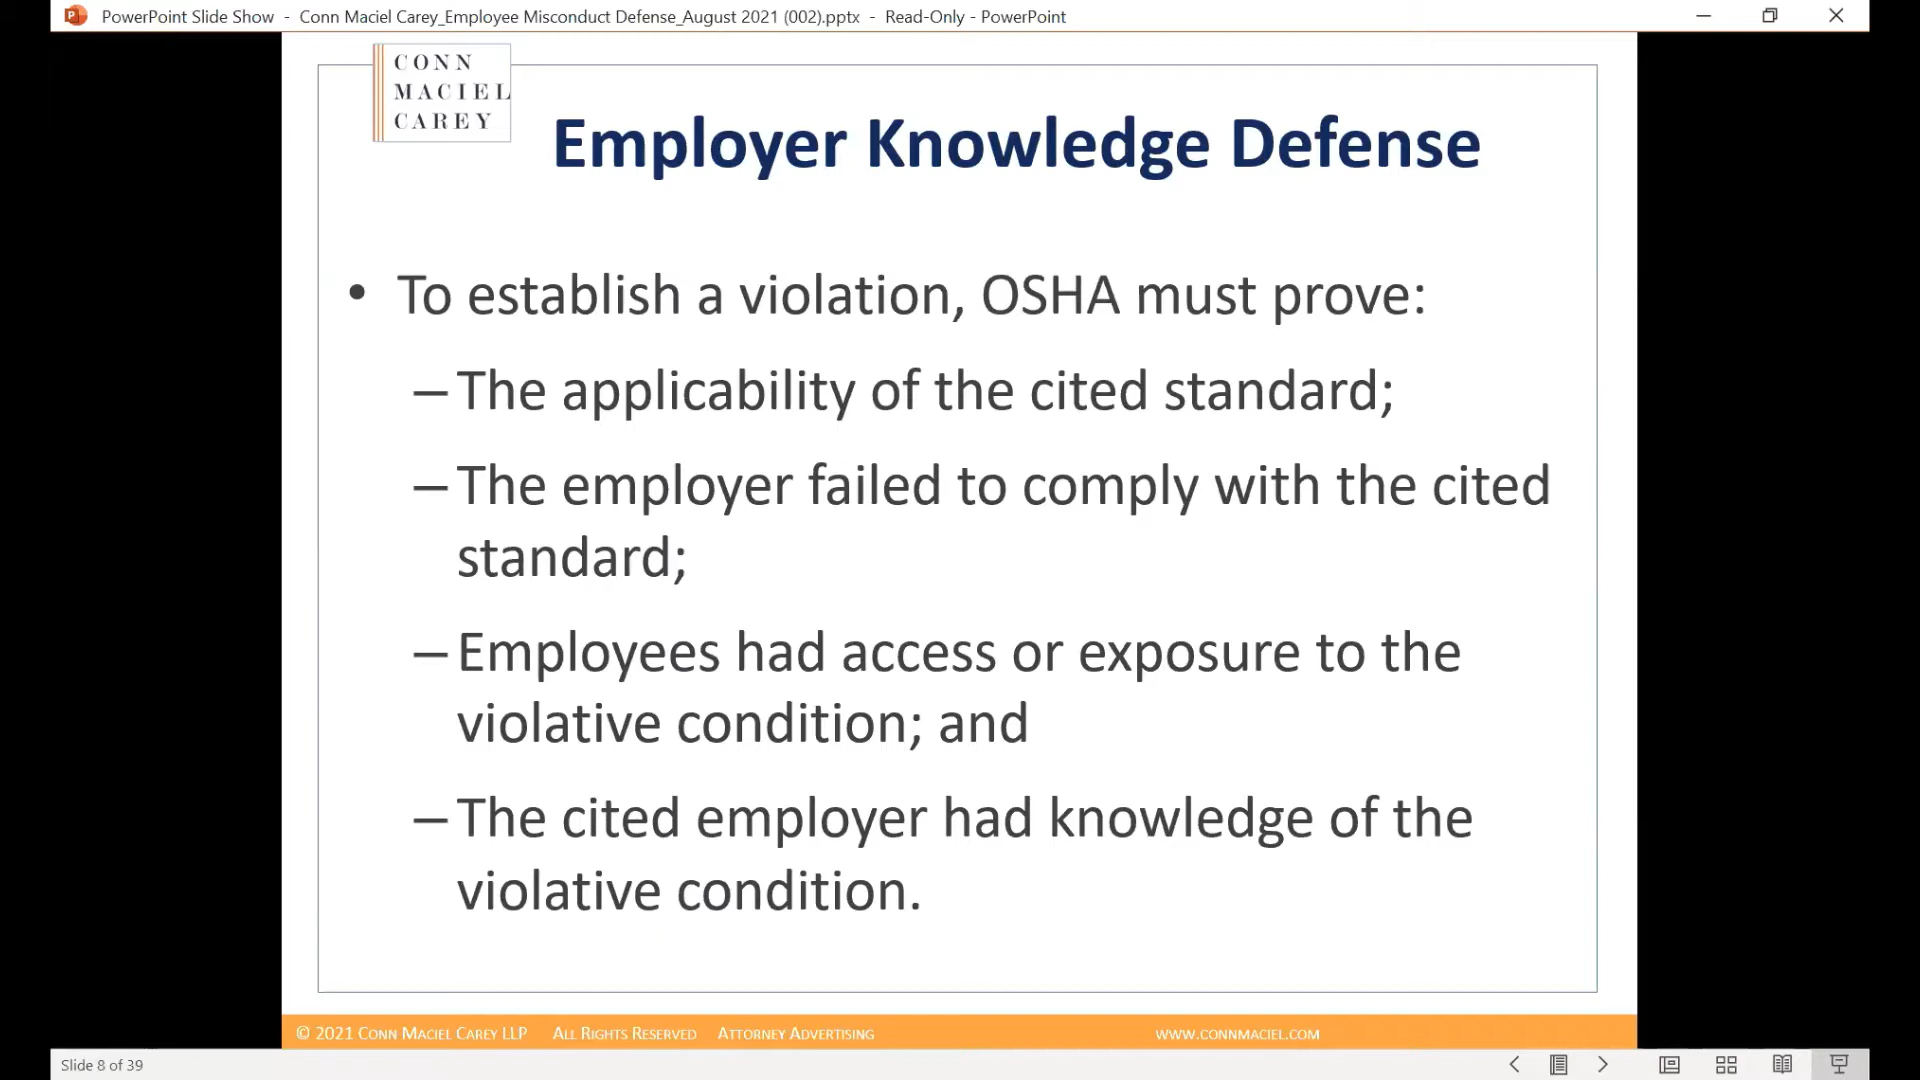 PowerPoint Slide Show - Conn Maciel Carey_Employee Misconduct Defense_August 2021 (002).pptx - Read-Only - PowerPoint
CONN
MACIEL
CAREY
Employer Knowledge Defense
• To establish a violation, OSHA must prove:
– The applicability of the cited standard;
– The employer failed to comply with the cited
standard;
– Employees had access or exposure to the
violative condition; and
– The cited employer had knowledge of the
violative condition.
© 2021 CONN MACIEL CAREY LLP ALL RIGHTS RESERVED ATTORNEY ADVERTISING WWW.CONNMACIEL.COM
Slide 8 of 39